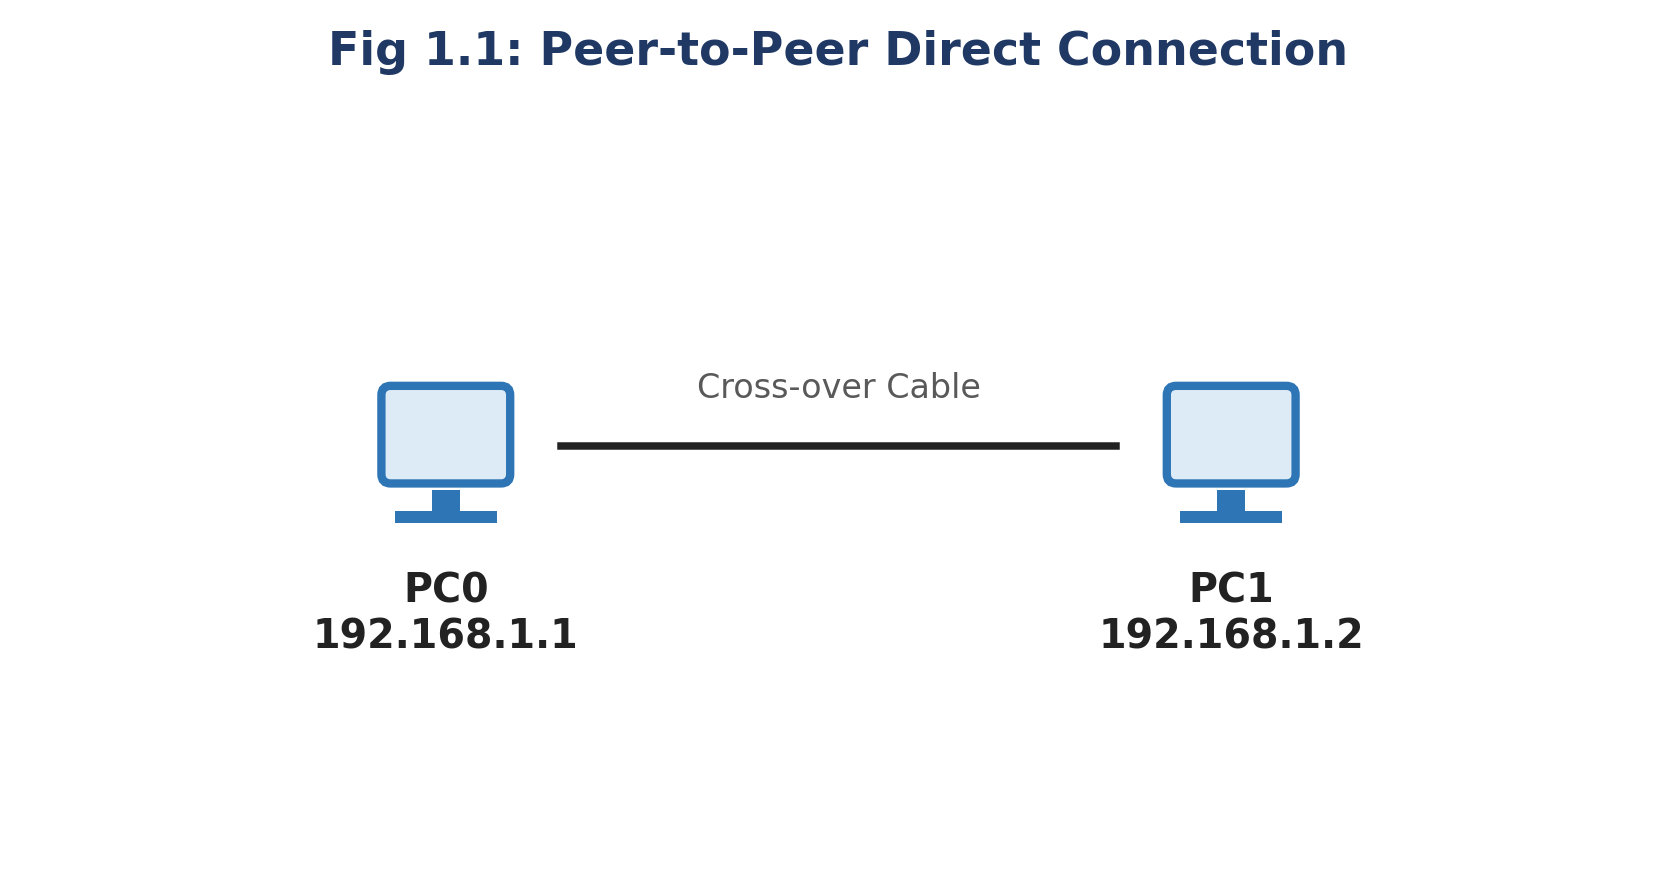 Fig 1.1: Peer-to-Peer Direct Connection
Cross-over Cable
PC0
192.168.1.1
PC1
192.168.1.2